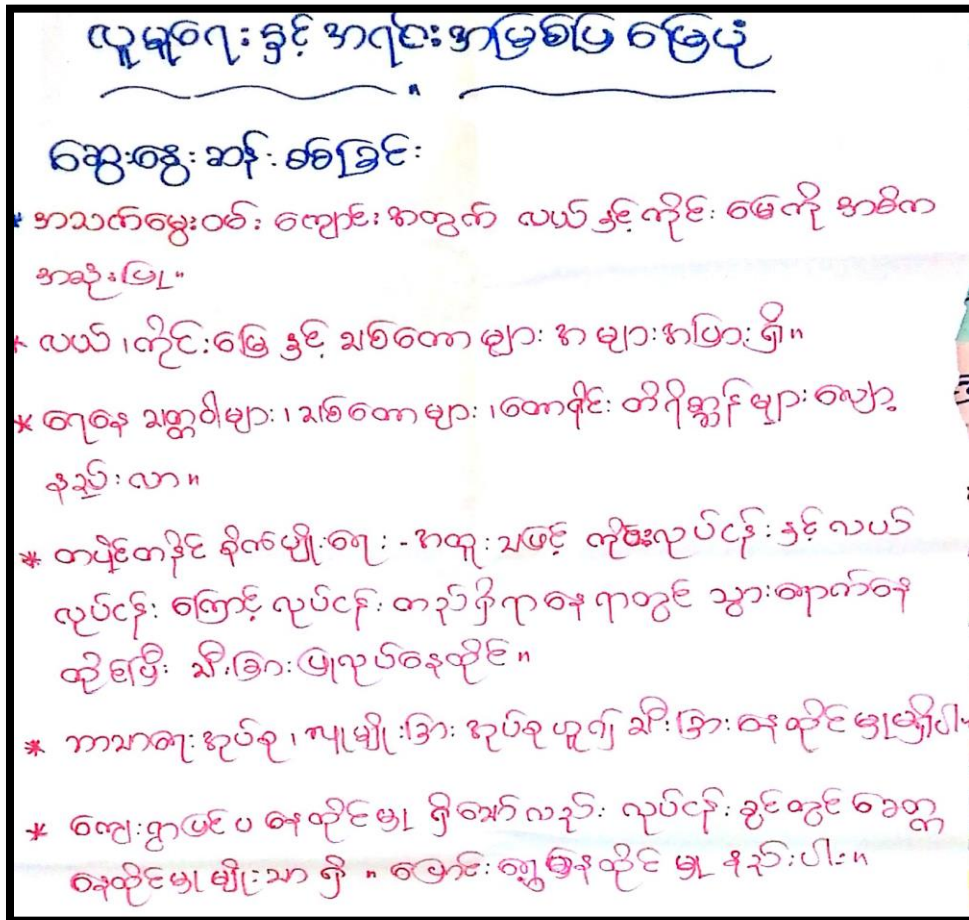 လူမှုရေး နှင့် အရင်းအမြစ်ပြ မြေပုံ
ဆွေးနွေး ဆန်းစစ်ခြင်း
* အသက်မွေးဝမ်း ကျောင်း အတွက် လယ် နှင့် ကိုင်း မြေကို အဓိက
အသုံးပြု။
* လယ်၊ ကိုင်းမြေ နှင့် သစ်တော များ အများအပြား ရှိ။
* ရေနေ သတ္တဝါများ၊ သစ်တောများ၊ တောရိုင်း တိရိစ္ဆာန် များ လျော့
နည်း လာ။
* တပိုင်တနိုင် စိုက်ပျိုးရေး - အထူးသဖြင့် ကိုင်းလုပ်ငန်း နှင့် လယ်
လုပ်ငန်း ကြောင့် လုပ်ငန်း တည်ရှိရာနေရာတွင် သွားရောက်နေ
ထိုင်ပြီး သီးခြား ပြုလုပ်နေထိုင်။
* ဘာသာရေး အုပ်စု၊ လူမျိုးခြား အုပ်စု ဟူ၍ သီးခြား နေထိုင် မှုမရှိပါ။
* ကျေးရွာပြင်ပ နေထိုင်မှု ရှိသော်လည်း လုပ်ငန်း ခွင်တွင် ခေတ္တ
နေထိုင်မှုမျိုးသာ ရှိ။ ပြောင်းရွှေ့နေထိုင် မှု နည်းပါး။